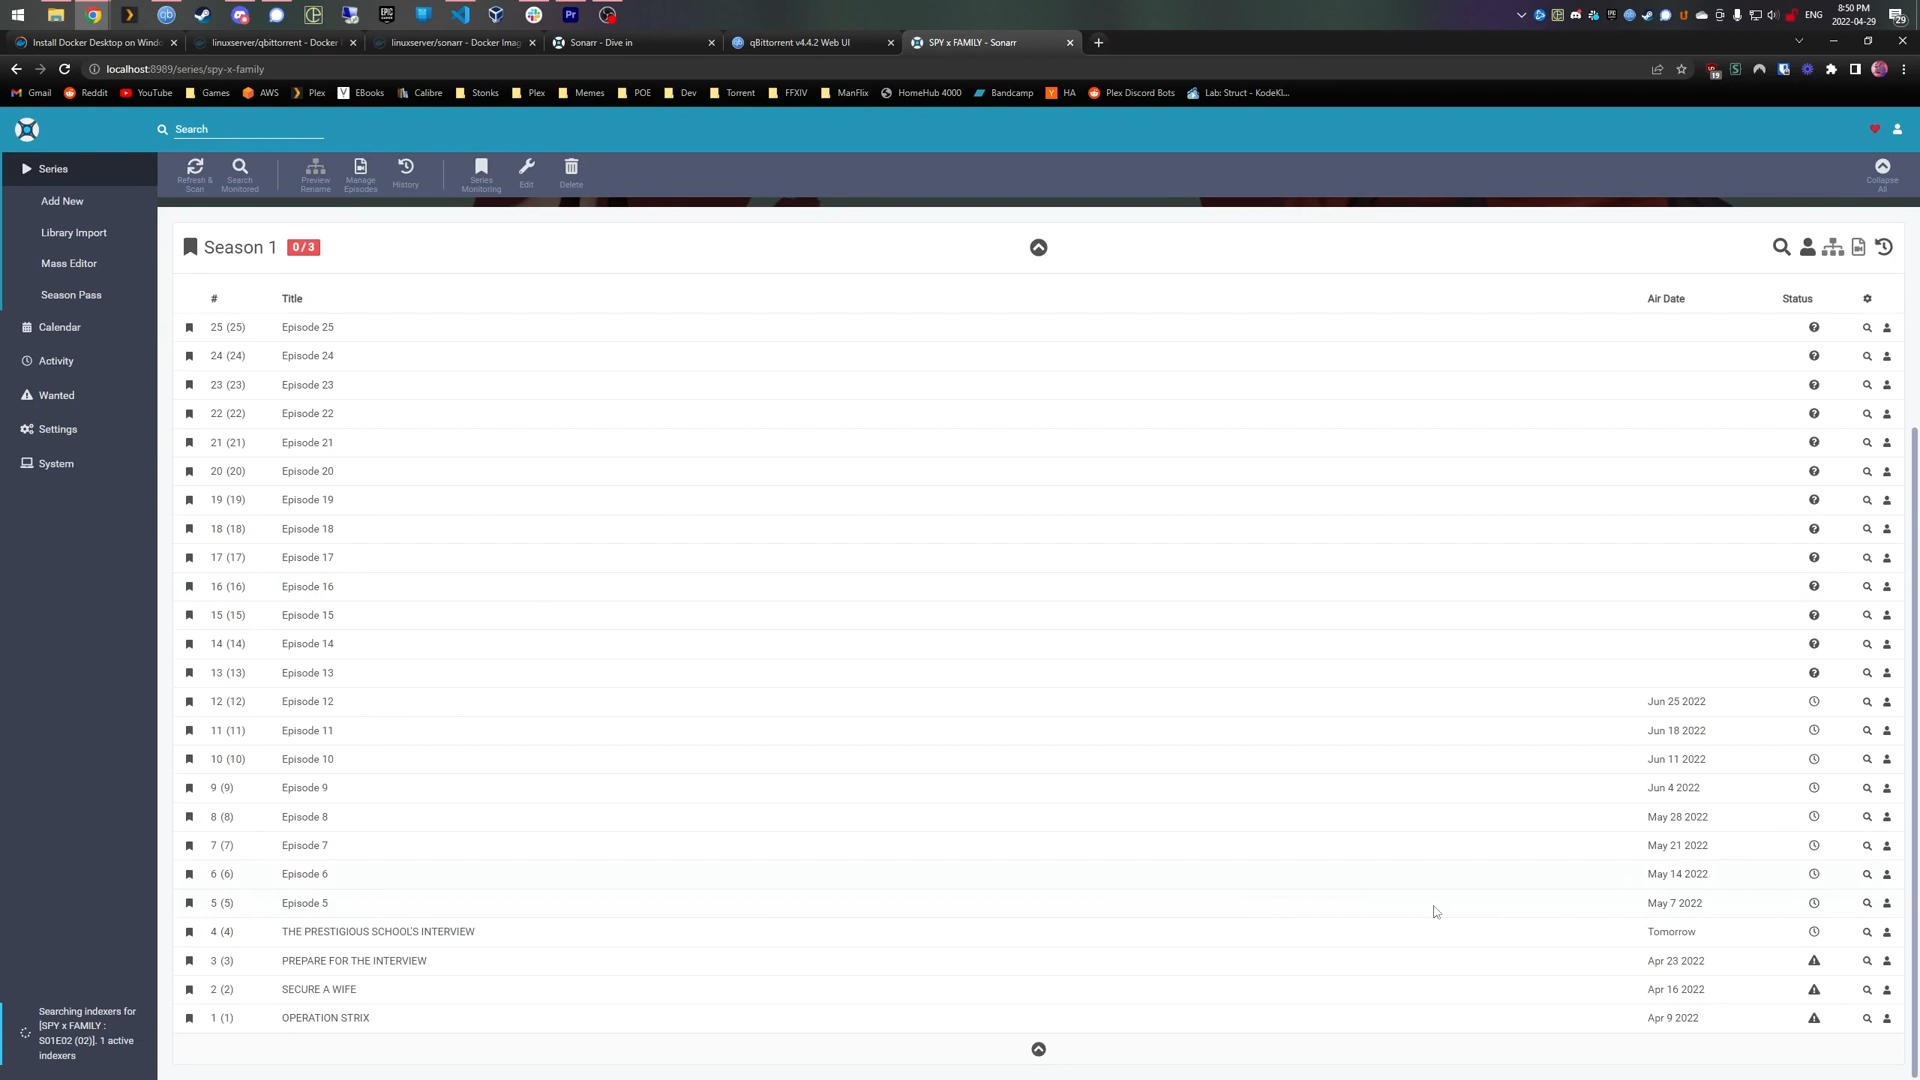 ENG
8:50 PM
2022-04-29
29
Install Docker Desktop on Windo
linuxserver/qbittorrent - Docker I
linuxserver/sonarr - Docker Imag
Sonarr - Dive in
qBittorrent v4.4.2 Web UI
SPY x FAMILY - Sonarr
localhost:8989/series/spy-x-family
19
Gmail
Reddit
YouTube
Games
AWS
Plex
EBooks
Calibre
Stonks
Plex
Memes
POE
Dev
Torrent
FFXIV
ManFlix
HomeHub 4000
Bandcamp
HA
Plex Discord Bots
Lab: Struct - KodeKl...
Search
Series
Add New
Library Import
Mass Editor
Season Pass
Calendar
Activity
Wanted
Settings
System
Searching indexers for
[SPY x FAMILY :
S01E02 (02)]. 1 active
indexers
Refresh &
Scan
Search
Monitored
Preview
Rename
Manage
Episodes
History
Series
Monitoring
Edit
Delete
Collapse
All
Season 1 0 / 3
# Title Air Date Status
25 (25) Episode 25
24 (24) Episode 24
23 (23) Episode 23
22 (22) Episode 22
21 (21) Episode 21
20 (20) Episode 20
19 (19) Episode 19
18 (18) Episode 18
17 (17) Episode 17
16 (16) Episode 16
15 (15) Episode 15
14 (14) Episode 14
13 (13) Episode 13
12 (12) Episode 12 Jun 25 2022
11 (11) Episode 11 Jun 18 2022
10 (10) Episode 10 Jun 11 2022
9 (9) Episode 9 Jun 4 2022
8 (8) Episode 8 May 28 2022
7 (7) Episode 7 May 21 2022
6 (6) Episode 6 May 14 2022
5 (5) Episode 5 May 7 2022
4 (4) THE PRESTIGIOUS SCHOOL'S INTERVIEW Tomorrow
3 (3) PREPARE FOR THE INTERVIEW Apr 23 2022
2 (2) SECURE A WIFE Apr 16 2022
1 (1) OPERATION STRIX Apr 9 2022